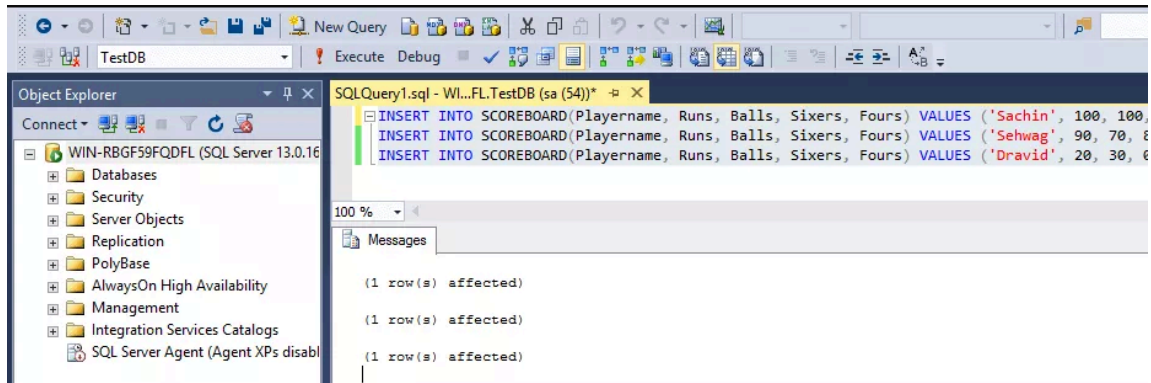 New Query
TestDB
Execute Debug
Object Explorer
Connect
WIN-RBGF59FQDFL (SQL Server 13.0.16
Databases
Security
Server Objects
Replication
PolyBase
AlwaysOn High Availability
Management
Integration Services Catalogs
SQL Server Agent (Agent XPs disabl
SQLQuery1.sql - WI...FL.TestDB (sa (54))*
INSERT INTO SCOREBOARD(Playername, Runs, Balls, Sixers, Fours) VALUES ('Sachin', 100, 100,
INSERT INTO SCOREBOARD(Playername, Runs, Balls, Sixers, Fours) VALUES ('Sehwag', 90, 70, 8
INSERT INTO SCOREBOARD(Playername, Runs, Balls, Sixers, Fours) VALUES ('Dravid', 20, 30,
100 %
Messages
(1 row(s) affected)
(1 row(s) affected)
(1 row(s) affected)